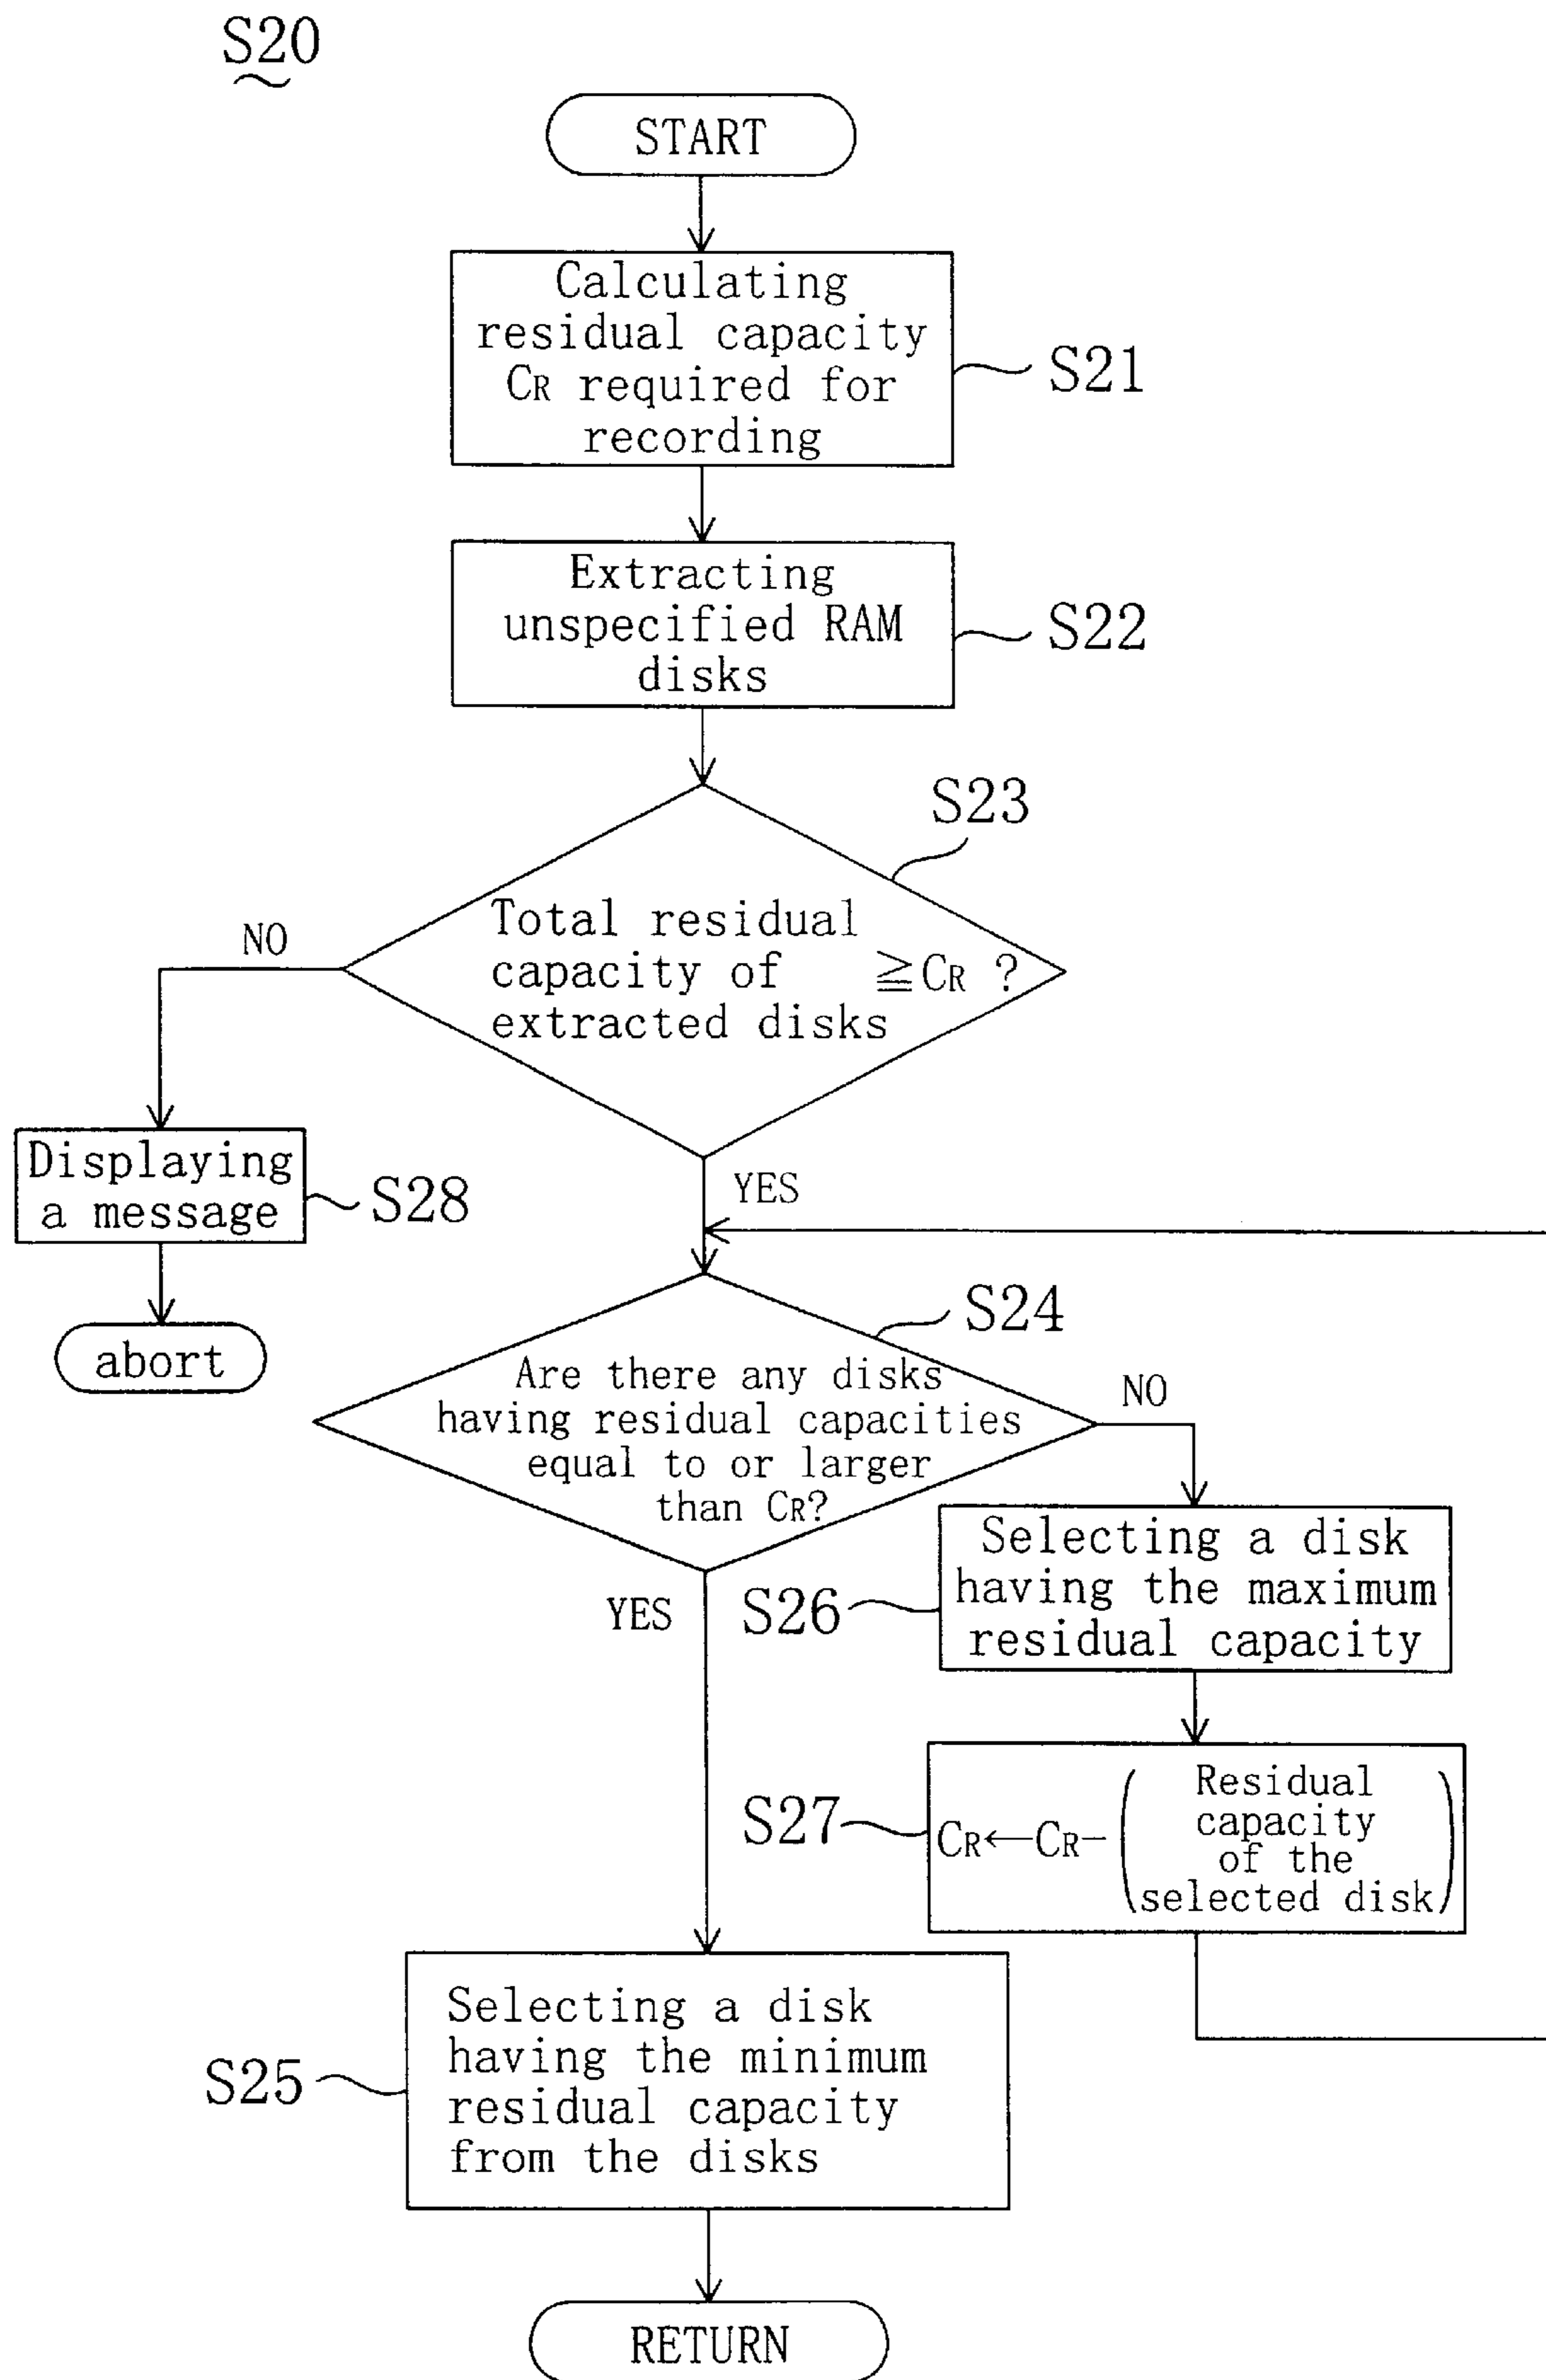 S20
START
Calculating
residual capacity
CR required for
recording
S21
Extracting
unspecified RAM
disks
S22
S23
Total residual
capacity of
extracted disks
≧CR ?
NO
YES
Displaying
a message
S28
abort
S24
Are there any disks
having residual capacities
equal to or larger
than CR?
NO
YES
S26
Selecting a disk
having the maximum
residual capacity
S27
CR←CR−
(Residual
capacity
of the
selected disk)
S25
Selecting a disk
having the minimum
residual capacity
from the disks
RETURN